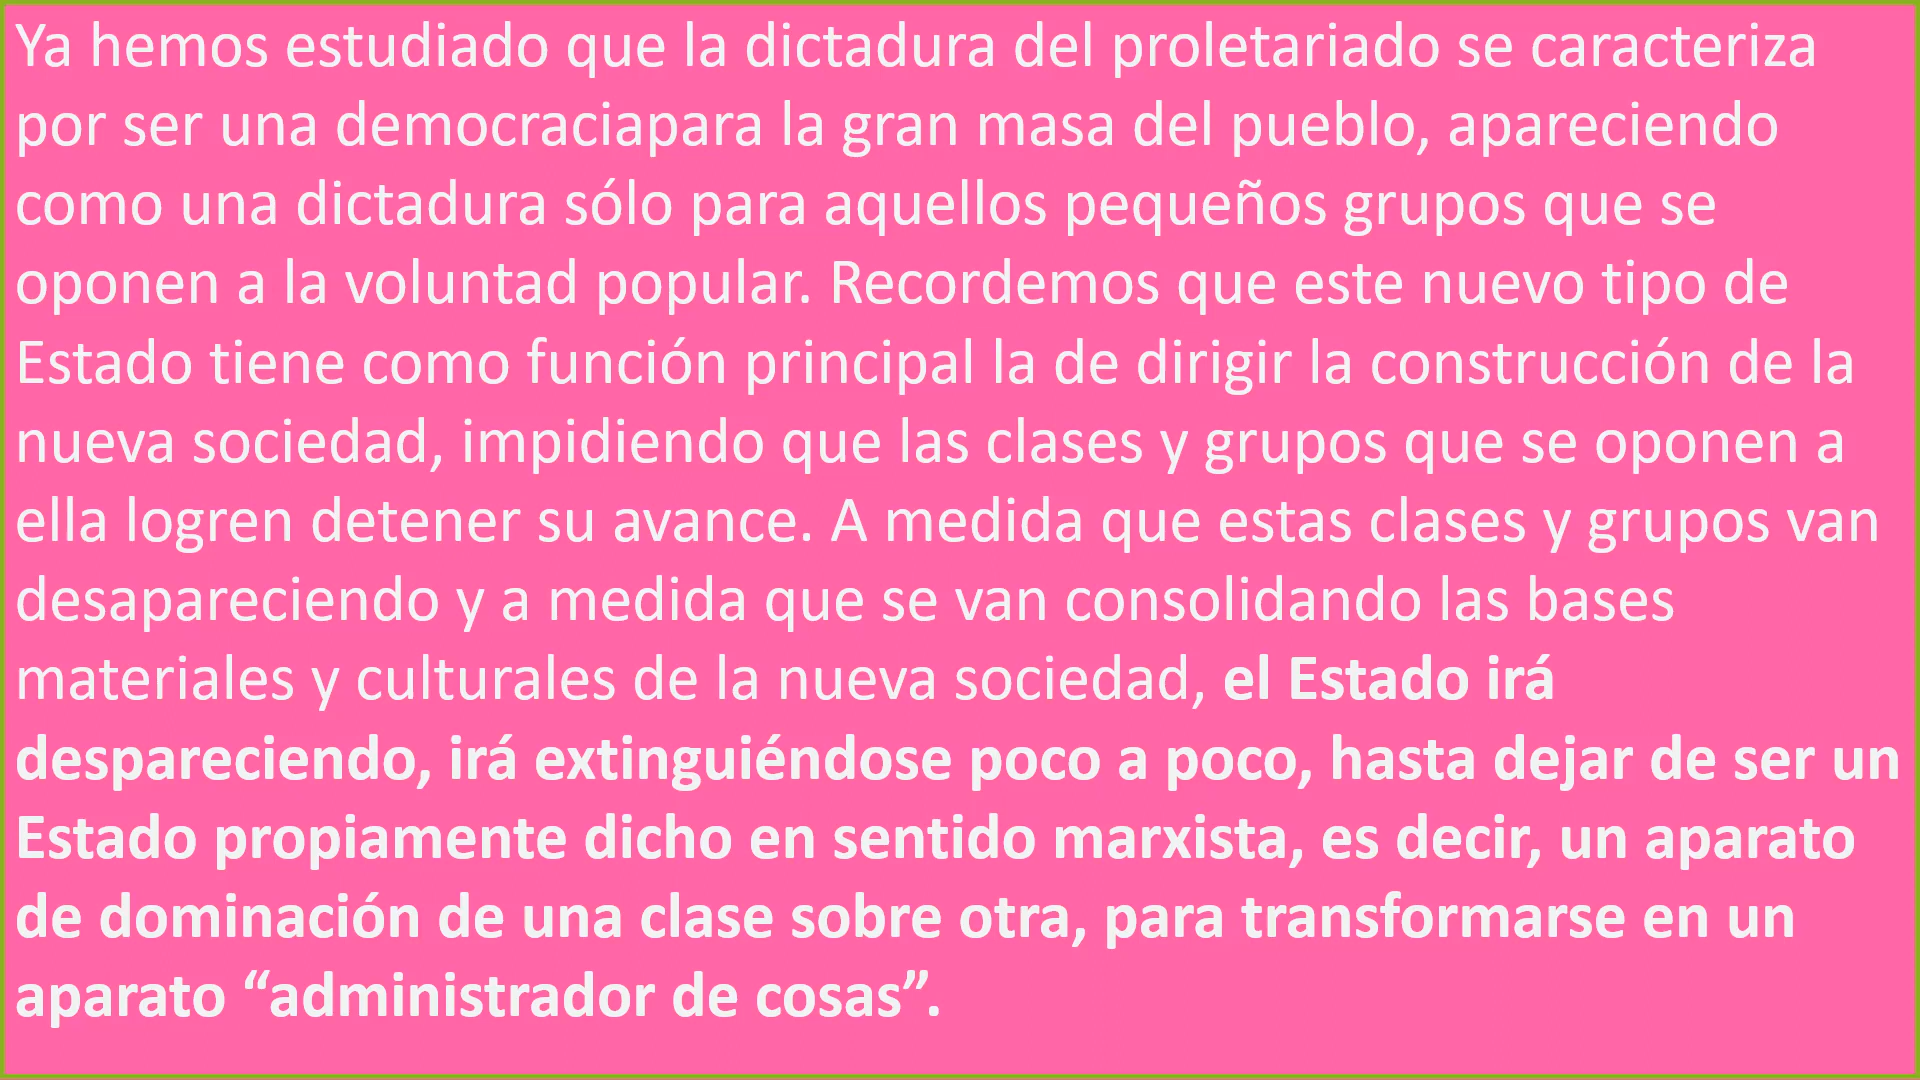 Ya hemos estudiado que la dictadura del proletariado se caracteriza
por ser una democraciapara la gran masa del pueblo, apareciendo
como una dictadura sólo para aquellos pequeños grupos que se
oponen a la voluntad popular. Recordemos que este nuevo tipo de
Estado tiene como función principal la de dirigir la construcción de la
nueva sociedad, impidiendo que las clases y grupos que se oponen a
ella logren detener su avance. A medida que estas clases y grupos van
desapareciendo y a medida que se van consolidando las bases
materiales y culturales de la nueva sociedad, el Estado irá
despareciendo, irá extinguiéndose poco a poco, hasta dejar de ser un
Estado propiamente dicho en sentido marxista, es decir, un aparato
de dominación de una clase sobre otra, para transformarse en un
aparato “administrador de cosas”.